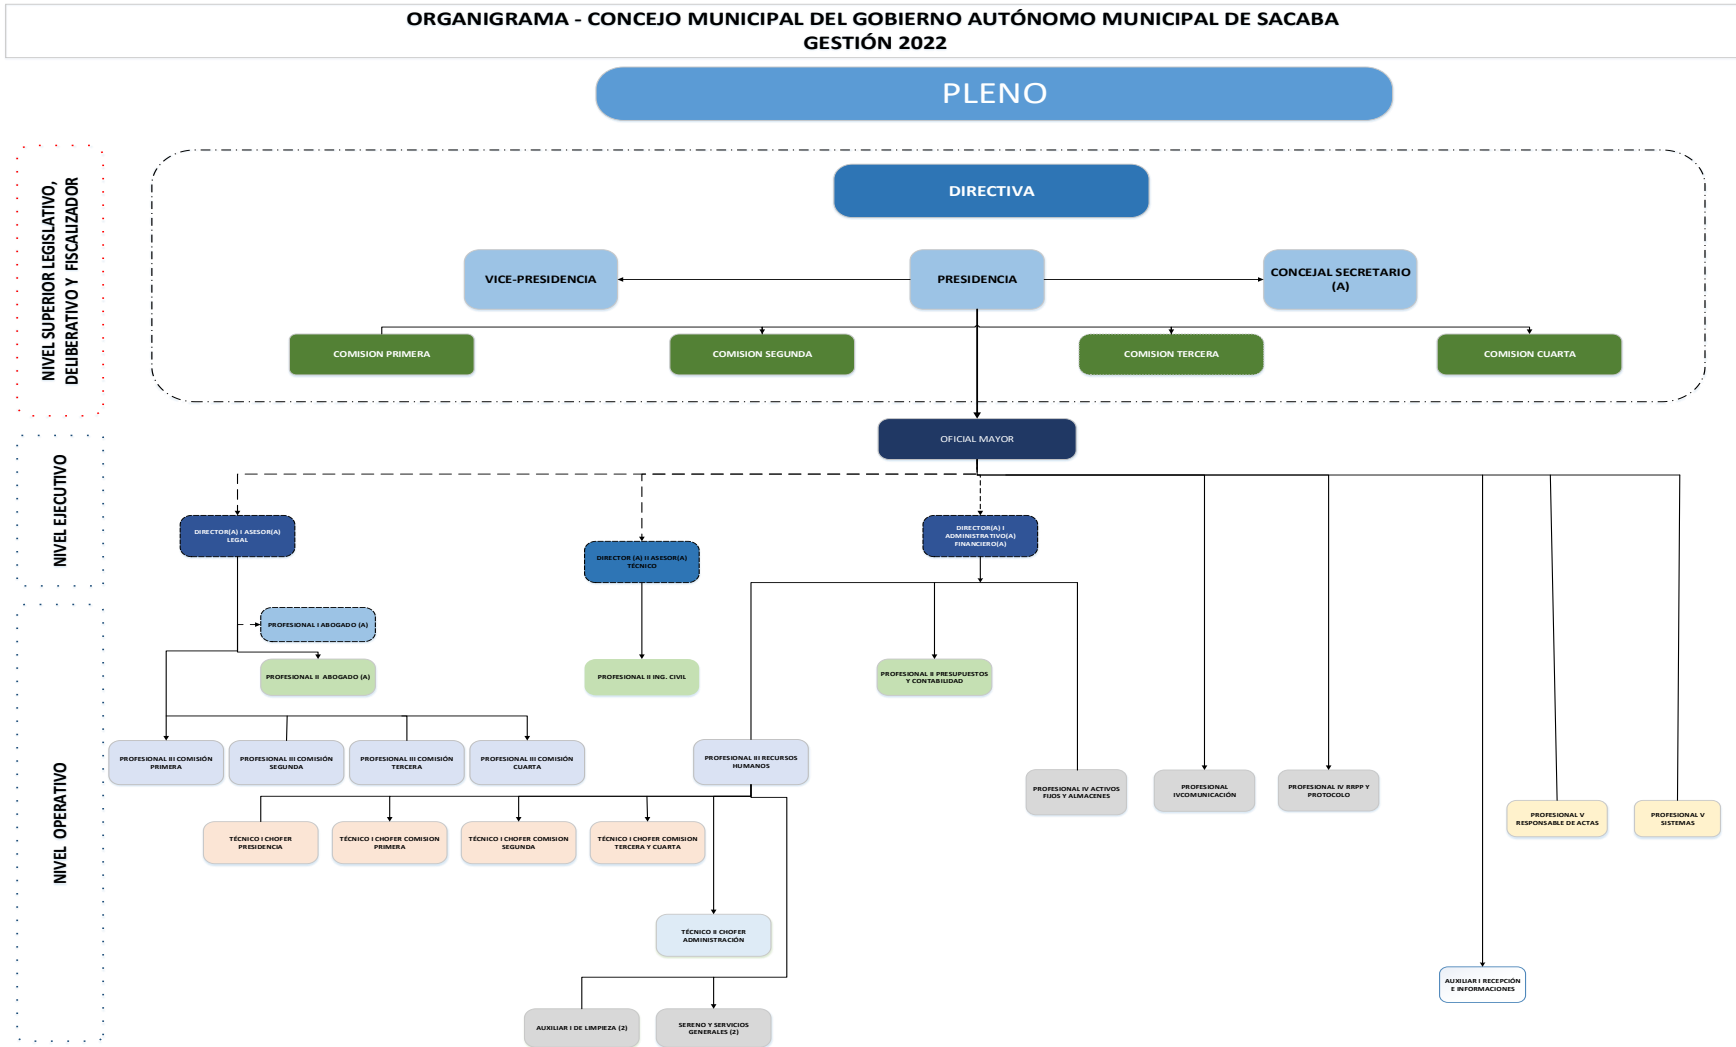 ORGANIGRAMA - CONCEJO MUNICIPAL DEL GOBIERNO AUTÓNOMO MUNICIPAL DE SACABA
GESTIÓN 2022
PLENO
NIVEL SUPERIOR LEGISLATIVO,
DELIBERATIVO Y FISCALIZADOR
DIRECTIVA
VICE-PRESIDENCIA
PRESIDENCIA
CONCEJAL SECRETARIO
(A)
COMISION PRIMERA
COMISION SEGUNDA
COMISION TERCERA
COMISION CUARTA
NIVEL EJECUTIVO
OFICIAL MAYOR
DIRECTOR(A) I ASESOR(A)
LEGAL
DIRECTOR (A) II ASESOR(A)
TÉCNICO
DIRECTOR(A) I
ADMINISTRATIVO(A)
FINANCIERO(A)
NIVEL OPERATIVO
PROFESIONAL I ABOGADO (A)
PROFESIONAL II ABOGADO (A)
PROFESIONAL II ING. CIVIL
PROFESIONAL II PRESUPUESTOS
Y CONTABILIDAD
PROFESIONAL III COMISIÓN
PRIMERA
PROFESIONAL III COMISIÓN
SEGUNDA
PROFESIONAL III COMISIÓN
TERCERA
PROFESIONAL III COMISIÓN
CUARTA
PROFESIONAL III RECURSOS
HUMANOS
PROFESIONAL IV ACTIVOS
FIJOS Y ALMACENES
PROFESIONAL
IVCOMUNICACIÓN
PROFESIONAL IV RRPP Y
PROTOCOLO
PROFESIONAL V
RESPONSABLE DE ACTAS
PROFESIONAL V
SISTEMAS
TÉCNICO I CHOFER
PRESIDENCIA
TÉCNICO I CHOFER COMISION
PRIMERA
TÉCNICO I CHOFER COMISION
SEGUNDA
TÉCNICO I CHOFER COMISION
TERCERA Y CUARTA
TÉCNICO II CHOFER
ADMINISTRACIÓN
AUXILIAR I RECEPCIÓN
E INFORMACIONES
AUXILIAR I DE LIMPIEZA (2)
SERENO Y SERVICIOS
GENERALES (2)